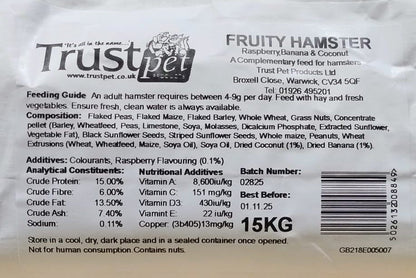 "It's all in the name...."
Trust pet
PRODUCTS
www.trustpet.co.uk
FRUITY HAMSTER
Raspberry,Banana & Coconut
A Complementary feed for hamsters
Trust Pet Products Ltd
Broxell Close, Warwick, CV34 5QF
Tel: 01926 495201
Feeding Guide An adult hamster requires between 4-9g per day. Feed with hay and fresh
vegetables. Ensure fresh, clean water is always available.
Composition: Flaked Peas, Flaked Maize, Flaked Barley, Whole Wheat, Grass Nuts, Concentrate
pellet (Barley, Wheatfeed, Peas, Limestone, Soya, Molasses, Dicalcium Phosphate, Extracted Sunflower,
Vegetable Fat), Black Sunflower Seeds, Striped Sunflower Seeds, Whole maize, Peanuts, Wheat
Extrusions (Wheat, Wheatfeed, Maize, Soya Oil), Soya Oil, Dried Coconut (1%), Dried Banana (1%).
Additives: Colourants, Raspberry Flavouring (0.1%)
Analytical Constituents: Nutritional Additives Batch Number:
Crude Protein: 15.00% Vitamin A: 8,600iu/kg 02825
Crude Fibre: 6.00% Vitamin C: 151 mg/kg
Crude Fat: 13.50% Vitamin D3: 430iu/kg Best Before:
Crude Ash: 7.40% Viamint E: 22 iu/kg 01.11.25
Sodium: 0.11% Copper: (3b405)13mg/kg 15KG
5026132008849
Store in a cool, dry, dark place and in a sealed container once opened.
Not for human consumption Contains nuts. GB218E005007